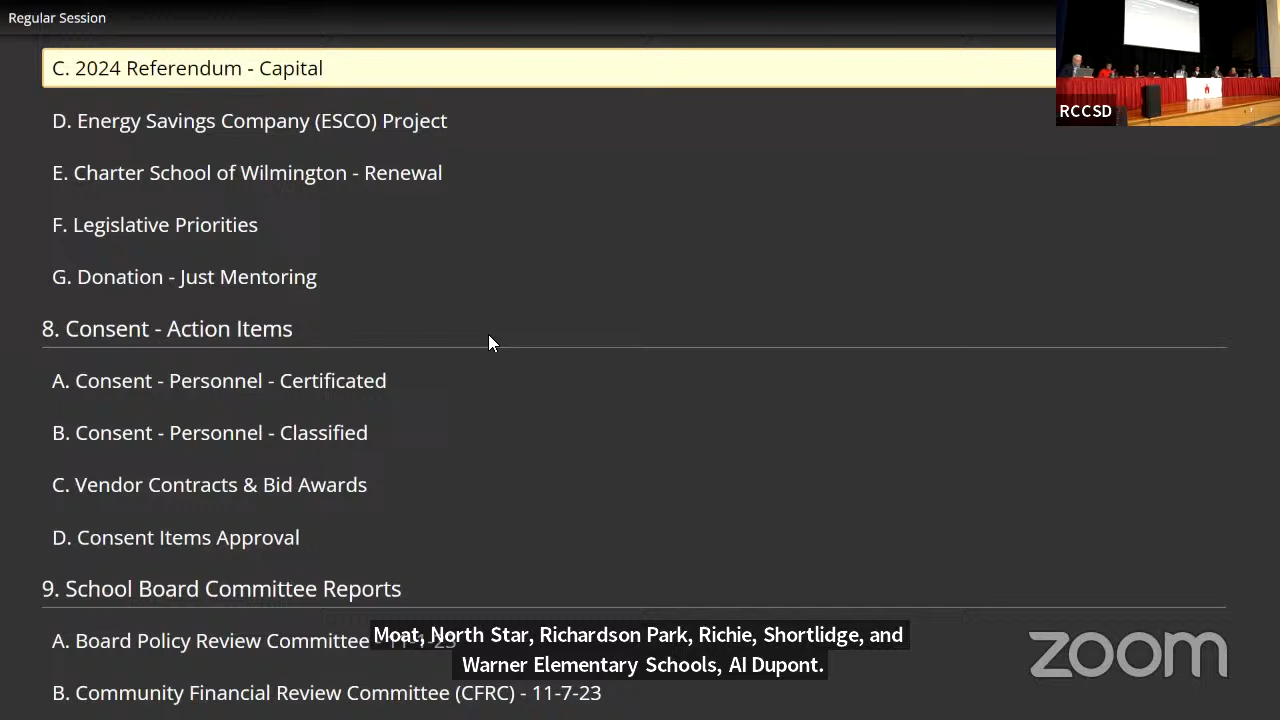 Regular Session
C. 2024 Referendum - Capital
RCCSD
D. Energy Savings Company (ESCO) Project
E. Charter School of Wilmington - Renewal
F. Legislative Priorities
G. Donation - Just Mentoring
8. Consent - Action Items
A. Consent - Personnel - Certificated
B. Consent - Personnel - Classified
C. Vendor Contracts & Bid Awards
D. Consent Items Approval
9. School Board Committee Reports
A. Board Policy Review Committee
Moat, North Star, Richardson Park, Richie, Shortlidge, and
Warner Elementary Schools, AI Dupont.
zoom
B. Community Financial Review Committee (CFRC) - 11-7-23